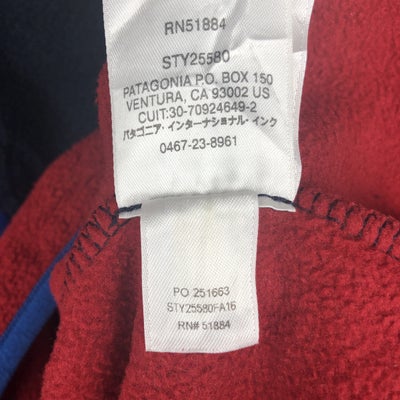 RN51884
STY25580
PATAGONIA P.O. BOX 150
VENTURA, CA 93002 US
CUIT:30-70924649-2
パタゴニア・インターナショナル・インク
0467-23-8961
PO 251663
STY25580FA16
RN# 51884